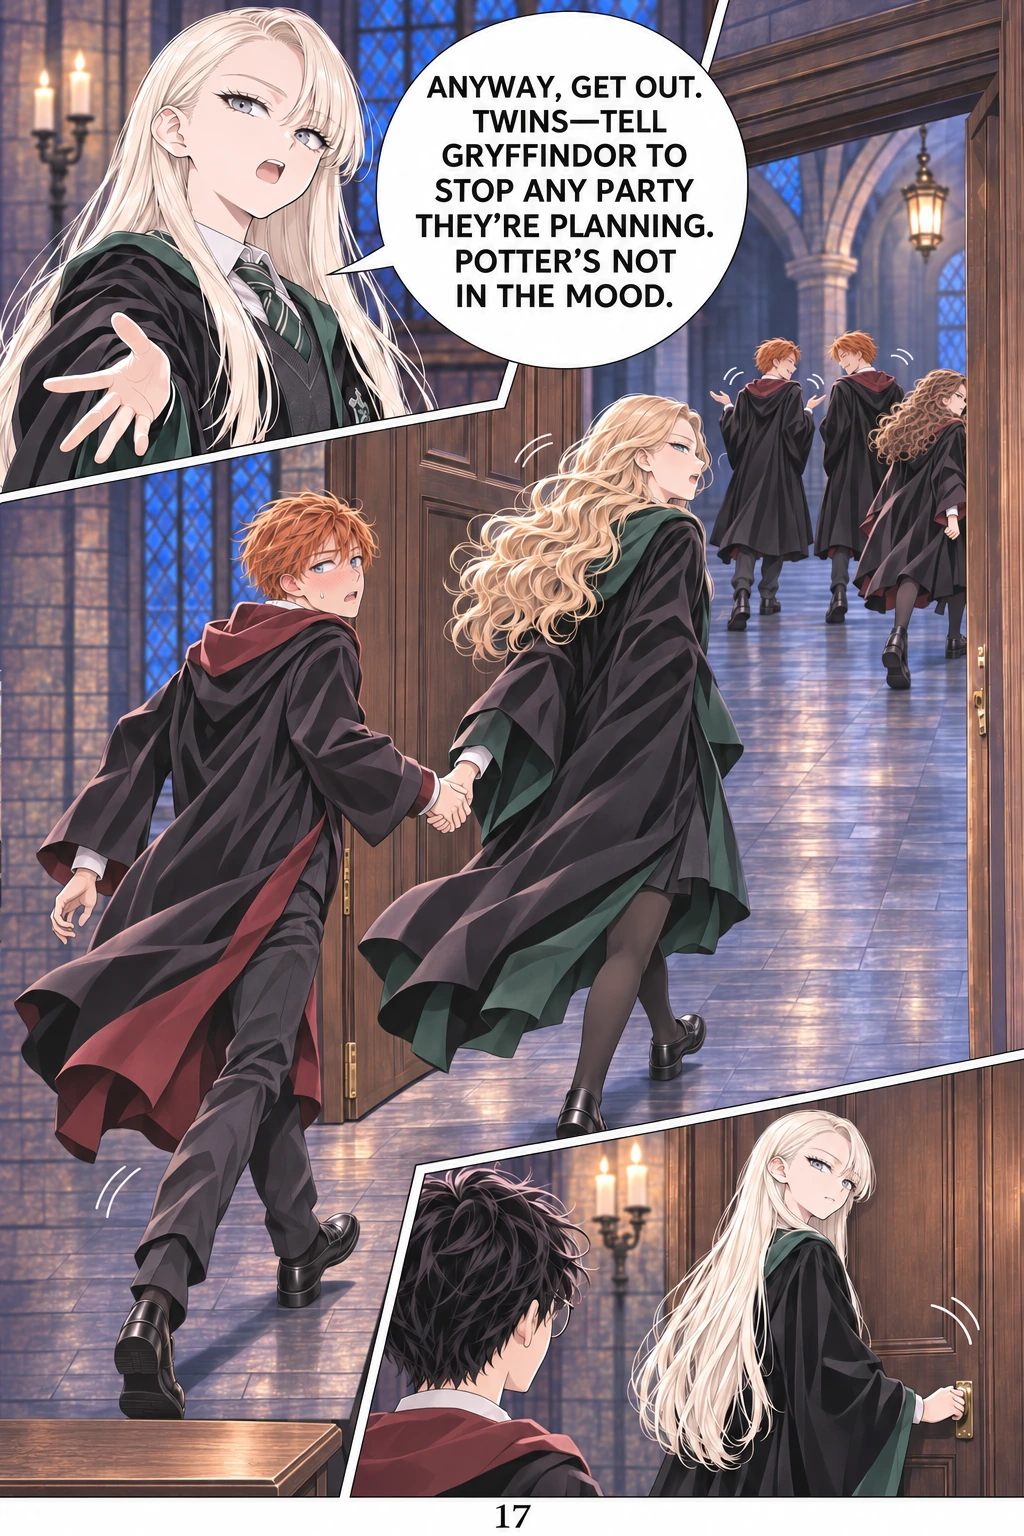 ANYWAY, GET OUT.
TWINS—TELL
GRYFFINDOR TO
STOP ANY PARTY
THEY'RE PLANNING.
POTTER'S NOT
IN THE MOOD.
17